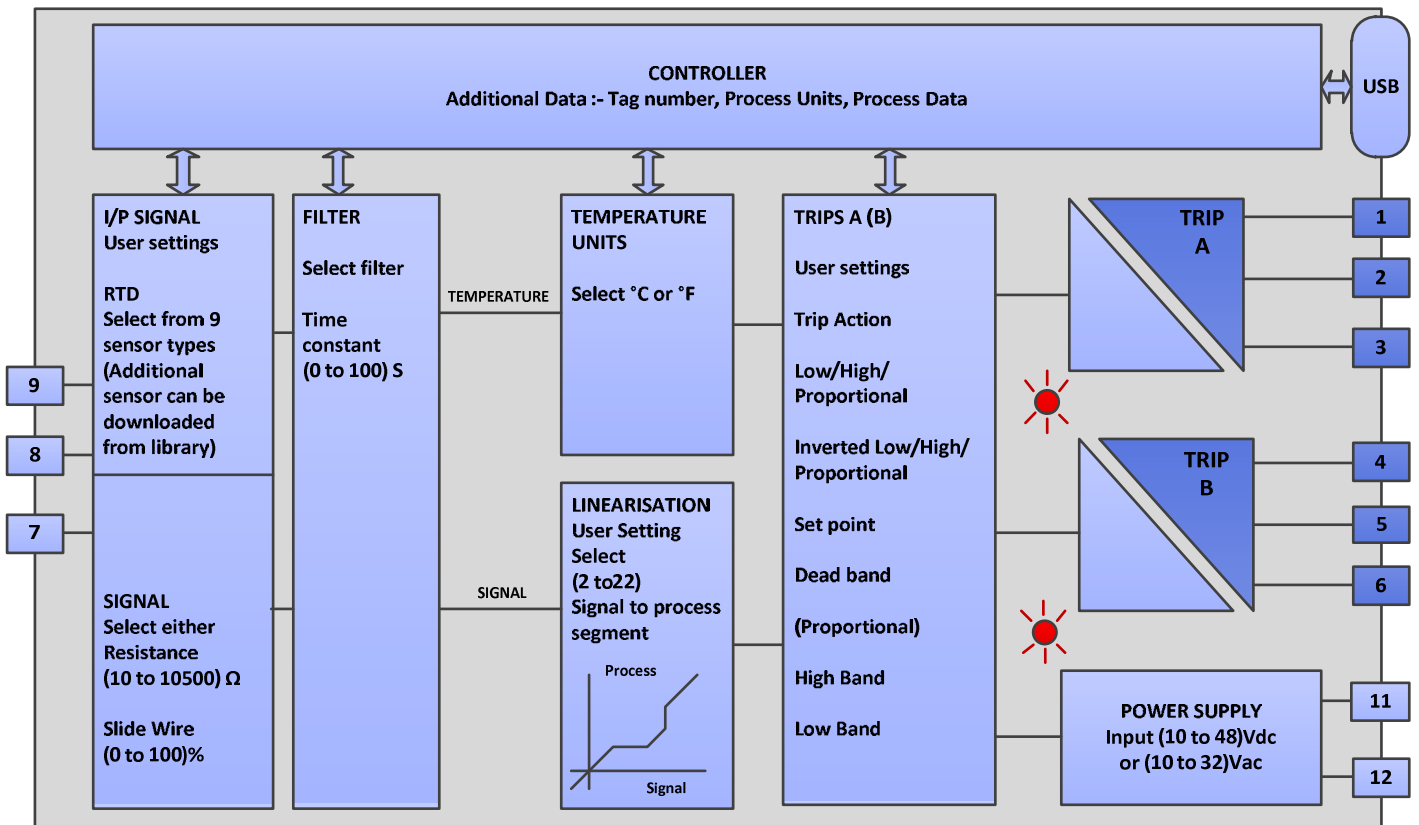 CONTROLLER
Additional Data :- Tag number, Process Units, Process Data
USB
I/P SIGNAL
User settings
RTD
Select from 9
sensor types
(Additional
sensor can be
downloaded
from library)
SIGNAL
Select either
Resistance
(10 to 10500) Ω
Slide Wire
(0 to 100)%
9
8
7
FILTER
Select filter
Time
constant
(0 to 100) S
TEMPERATURE
SIGNAL
TEMPERATURE
UNITS
Select °C or °F
LINEARISATION
User Setting
Select
(2 to22)
Signal to process
segment
Process
Signal
TRIPS A (B)
User settings
Trip Action
Low/High/
Proportional
Inverted Low/High/
Proportional
Set point
Dead band
(Proportional)
High Band
Low Band
TRIP
A
1
2
3
TRIP
B
4
5
6
POWER SUPPLY
Input (10 to 48)Vdc
or (10 to 32)Vac
11
12